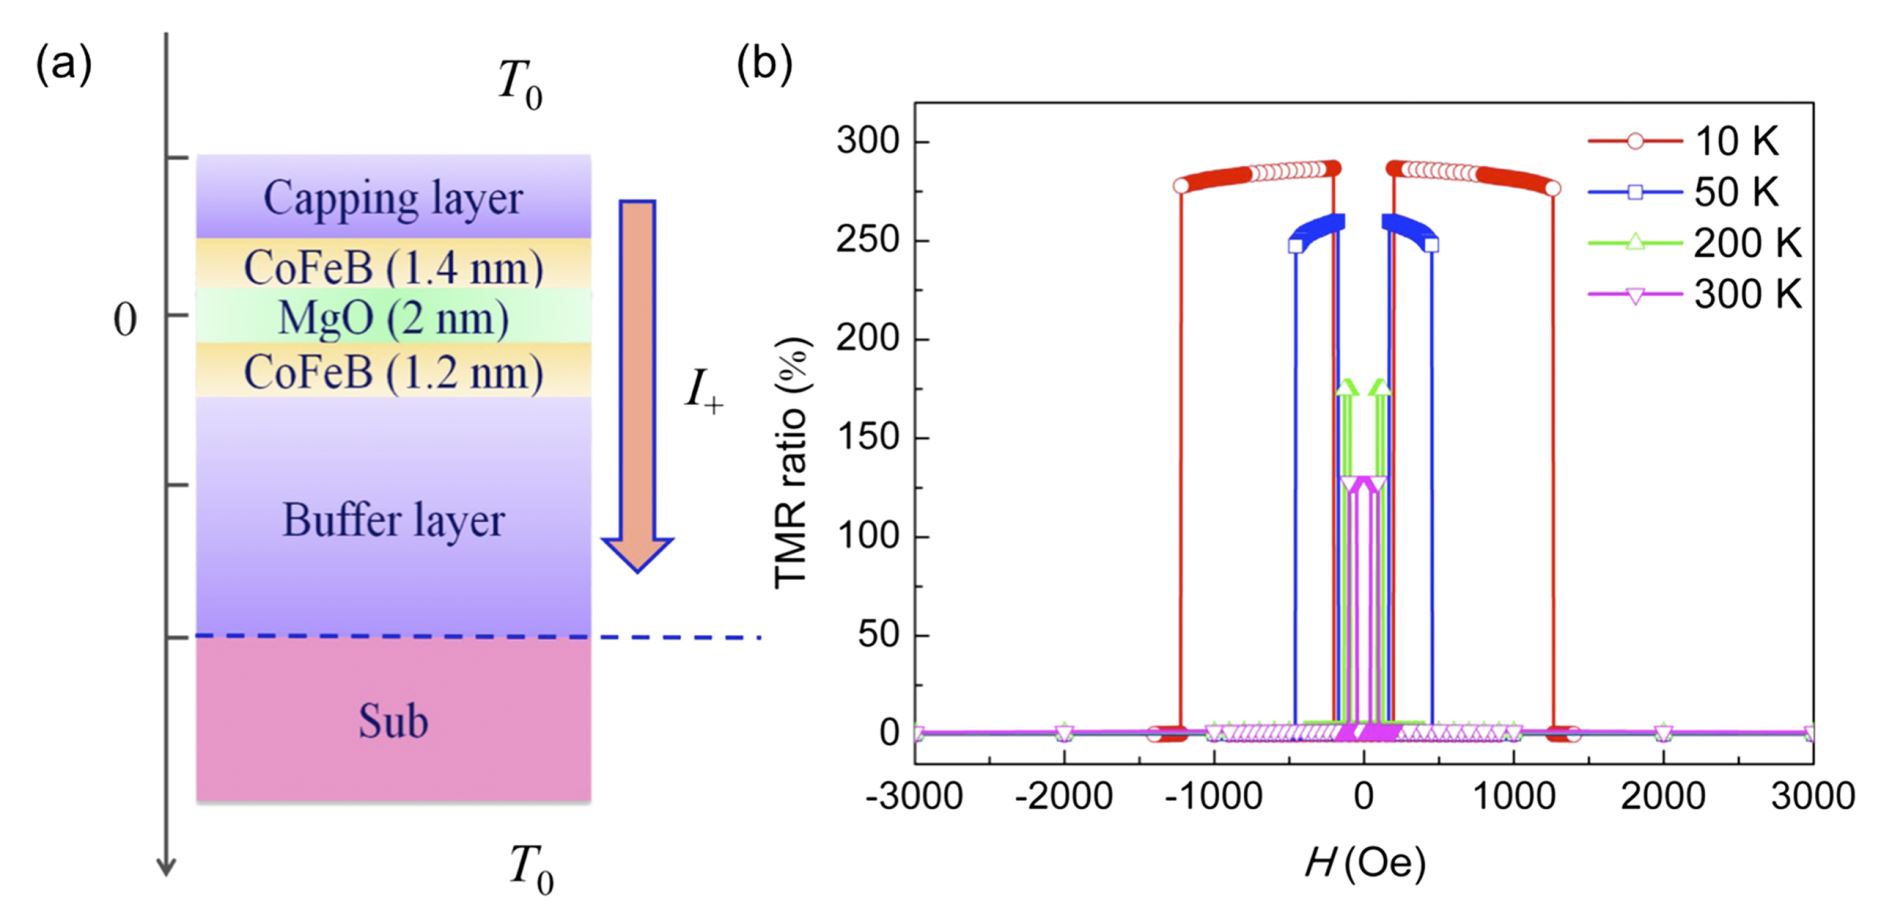 (a)
T0
Capping layer
CoFeB (1.4 nm)
0
MgO (2 nm)
CoFeB (1.2 nm)
I+
Buffer layer
Sub
T0
(b)
TMR ratio (%)
300
250
200
150
100
50
0
10 K
50 K
200 K
300 K
-3000 -2000 -1000 0 1000 2000 3000
H (Oe)